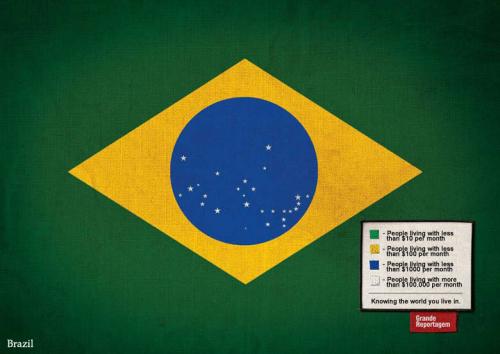 - People living with less
than $10 per month
- People living with less
than $100 per month
- People living with less
than $1000 per month
- People living with more
than $100.000 per month
Knowing the world you live in.
Grande
Reportagem
Brazil